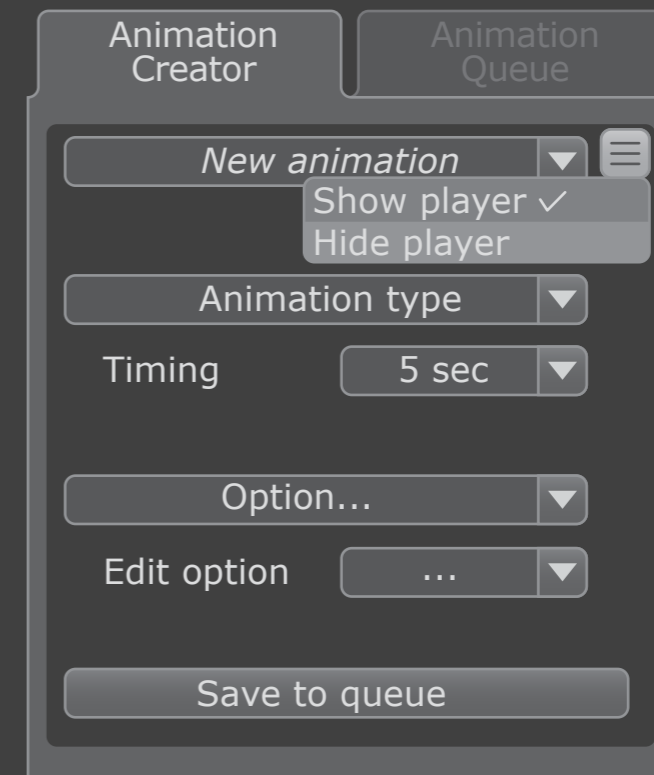 Animation
Creator
Animation
Queue
New animation
Show player ✓
Hide player
Animation type
Timing
5 sec
Option...
Edit option
...
Save to queue